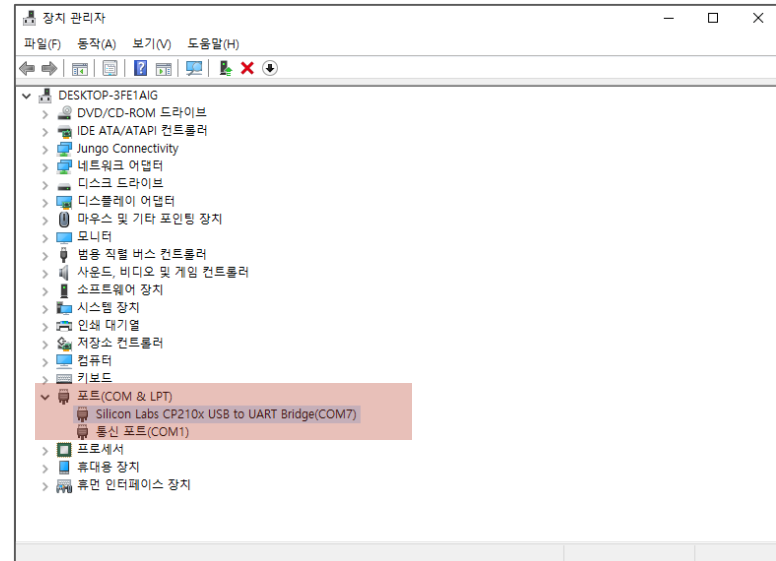 장치 관리자
파일(F) 동작(A) 보기(V) 도움말(H)
DESKTOP-3FE1AIG
DVD/CD-ROM 드라이브
IDE ATA/ATAPI 컨트롤러
Jungo Connectivity
네트워크 어댑터
디스크 드라이브
디스플레이 어댑터
마우스 및 기타 포인팅 장치
모니터
범용 직렬 버스 컨트롤러
사운드, 비디오 및 게임 컨트롤러
소프트웨어 장치
시스템 장치
인쇄 대기열
저장소 컨트롤러
컴퓨터
키보드
포트(COM & LPT)
Silicon Labs CP210x USB to UART Bridge(COM7)
통신 포트(COM1)
프로세서
휴대용 장치
휴먼 인터페이스 장치